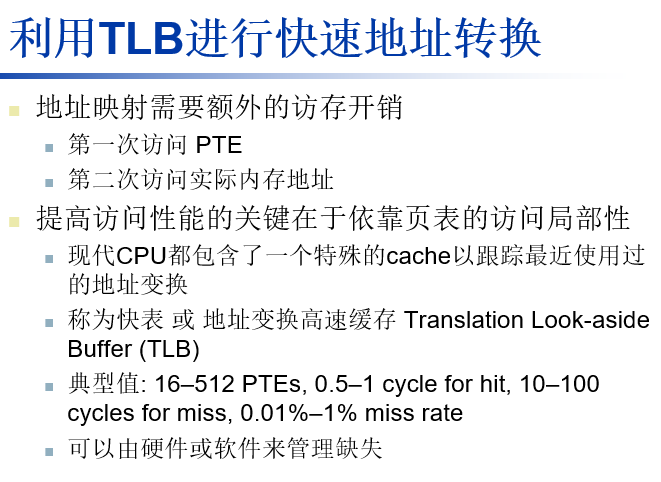 利用TLB进行快速地址转换
地址映射需要额外的访存开销
第一次访问 PTE
第二次访问实际内存地址
提高访问性能的关键在于依靠页表的访问局部性
现代CPU都包含了一个特殊的cache以跟踪最近使用过
的地址变换
称为快表 或 地址变换高速缓存 Translation Look-aside
Buffer (TLB)
典型值: 16–512 PTEs, 0.5–1 cycle for hit, 10–100
cycles for miss, 0.01%–1% miss rate
可以由硬件或软件来管理缺失